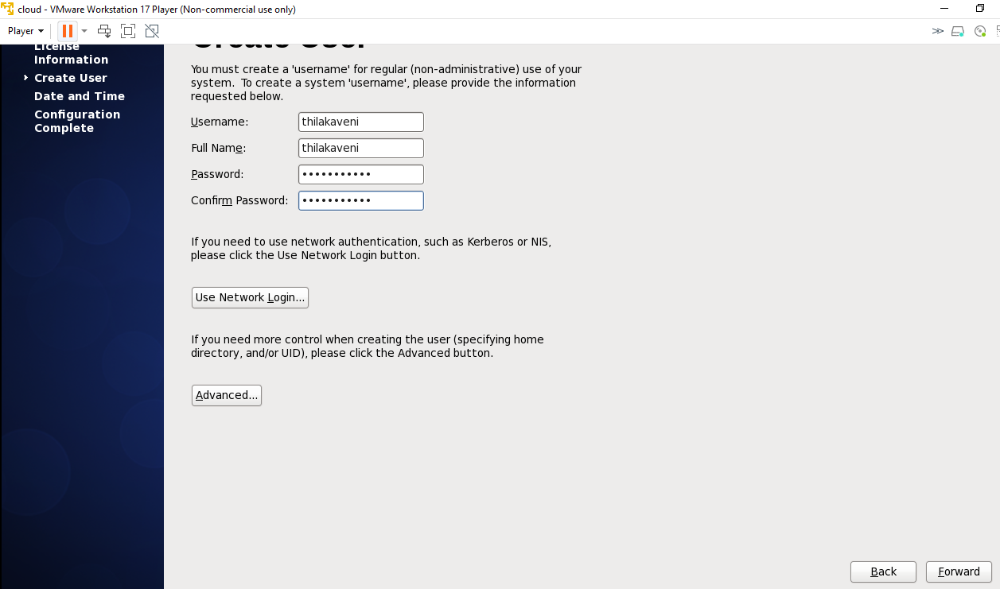 cloud - VMware Workstation 17 Player (Non-commercial use only)
Player
License
Information
Create User
Date and Time
Configuration
Complete
Create User
You must create a 'username' for regular (non-administrative) use of your
system.  To create a system 'username', please provide the information
requested below.
Username: thilakaveni
Full Name: thilakaveni
Password: •••••••••••
Confirm Password: •••••••••••
If you need to use network authentication, such as Kerberos or NIS,
please click the Use Network Login button.
Use Network Login...
If you need more control when creating the user (specifying home
directory, and/or UID), please click the Advanced button.
Advanced...
Back
Forward